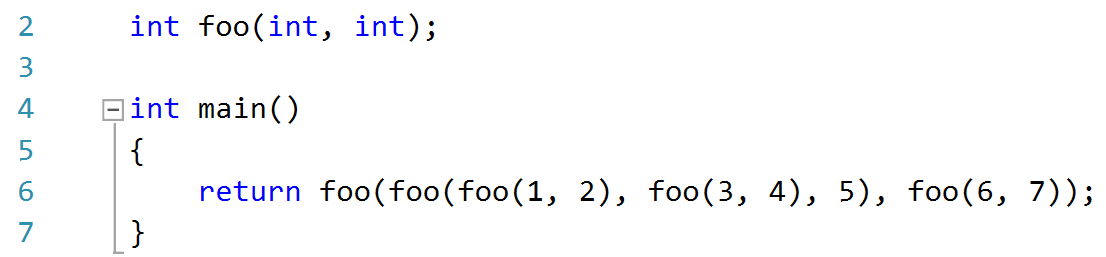 2 int foo(int, int);
3
4 int main()
5 {
6 return foo(foo(foo(1, 2), foo(3, 4), 5), foo(6, 7));
7 }